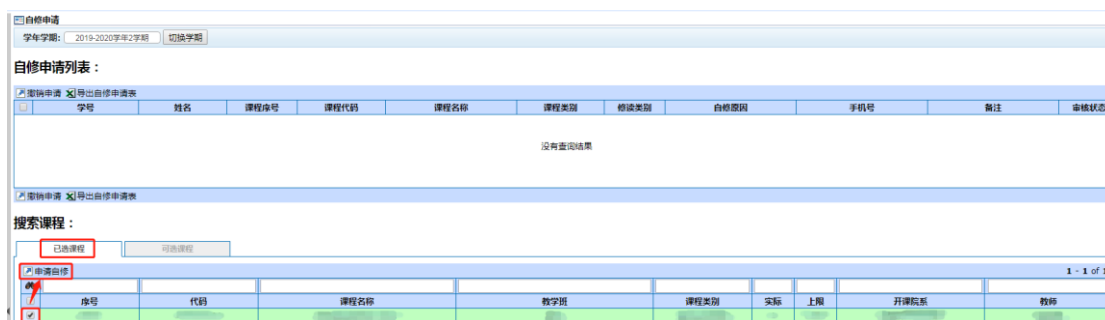 自修申请
学年学期: 2019-2020学年2学期 切换学期
自修申请列表：
撤销申请 导出自修申请表
学号 姓名 课程序号 课程代码 课程名称 课程类别 修读类别 自修原因 手机号 备注 审核状态
没有查询结果
撤销申请 导出自修申请表
搜索课程：
已选课程 可选课程
申请自修 1 - 1 of 1
序号 代码 课程名称 教学班 课程类别 实际 上限 开课院系 教师